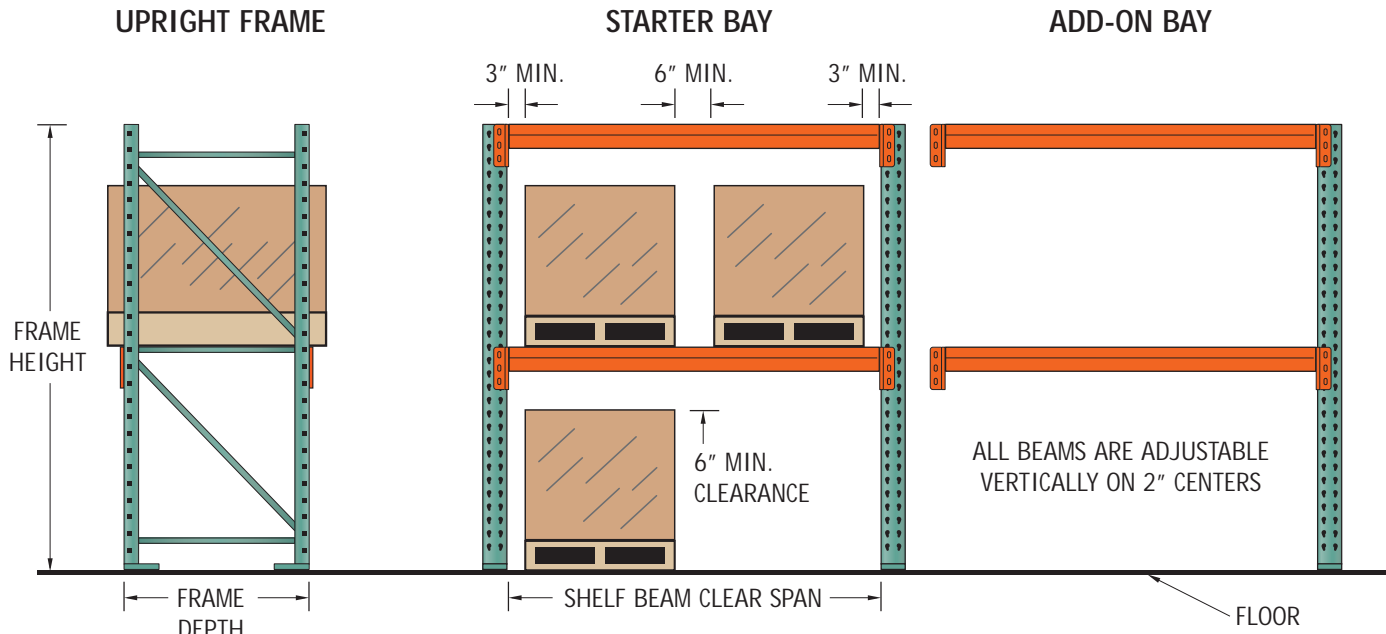 UPRIGHT FRAME
STARTER BAY
ADD-ON BAY
3" MIN.
6" MIN.
3" MIN.
FRAME
HEIGHT
6" MIN.
CLEARANCE
ALL BEAMS ARE ADJUSTABLE
VERTICALLY ON 2" CENTERS
FRAME
DEPTH
SHELF BEAM CLEAR SPAN
FLOOR